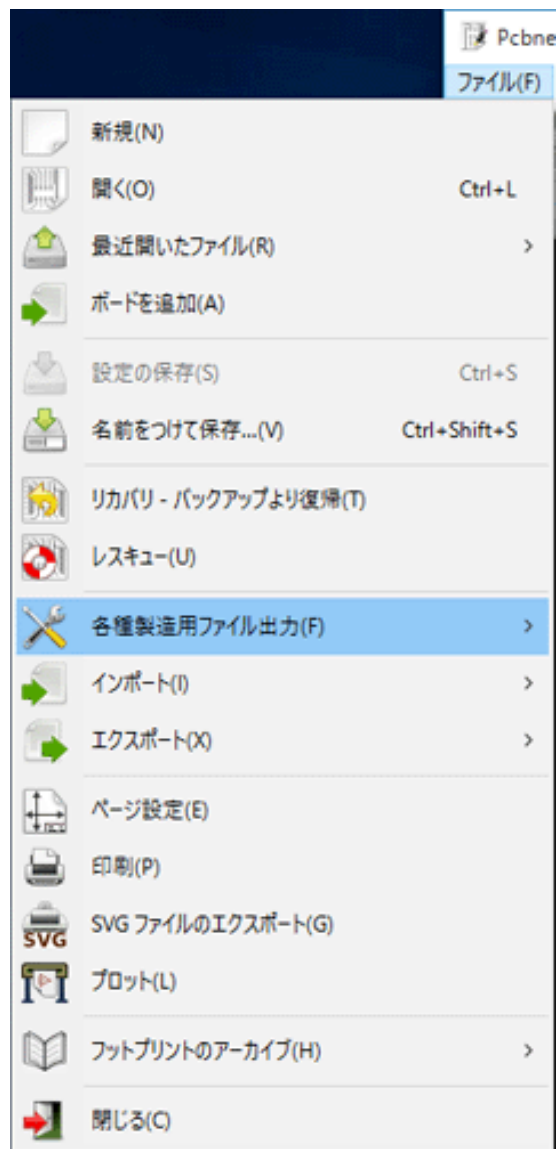 Pcbne
ファイル(F)
新規(N)
開く(O) Ctrl+L
最近開いたファイル(R)
ボードを追加(A)
設定の保存(S) Ctrl+S
名前をつけて保存...(V) Ctrl+Shift+S
リカバリ - バックアップより復帰(T)
レスキュー(U)
各種製造用ファイル出力(F)
インポート(I)
エクスポート(X)
ページ設定(E)
印刷(P)
SVG ファイルのエクスポート(G)
SVG
プロット(L)
フットプリントのアーカイブ(H)
閉じる(C)